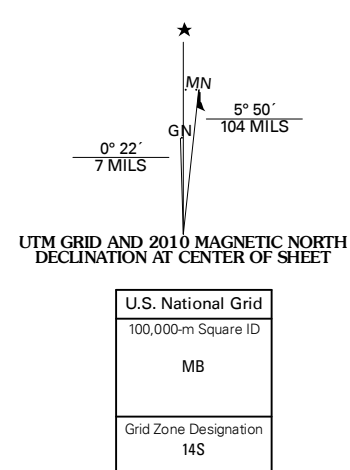 MN
5° 50´
104 MILS
GN
0° 22´
7 MILS
UTM GRID AND 2010 MAGNETIC NORTH
DECLINATION AT CENTER OF SHEET
U.S. National Grid
100,000-m Square ID
MB
Grid Zone Designation
14S